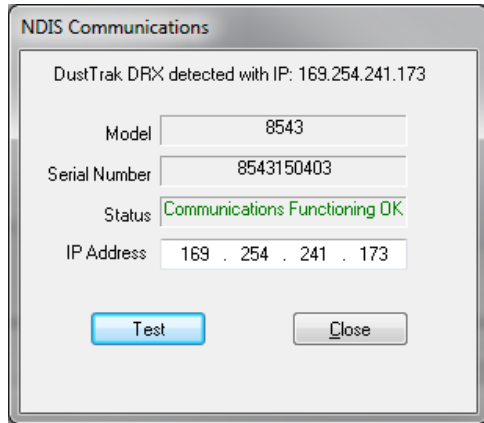 NDIS Communications
DustTrak DRX detected with IP: 169.254.241.173
Model 8543
Serial Number 8543150403
Status Communications Functioning OK
IP Address 169 . 254 . 241 . 173
Test Close